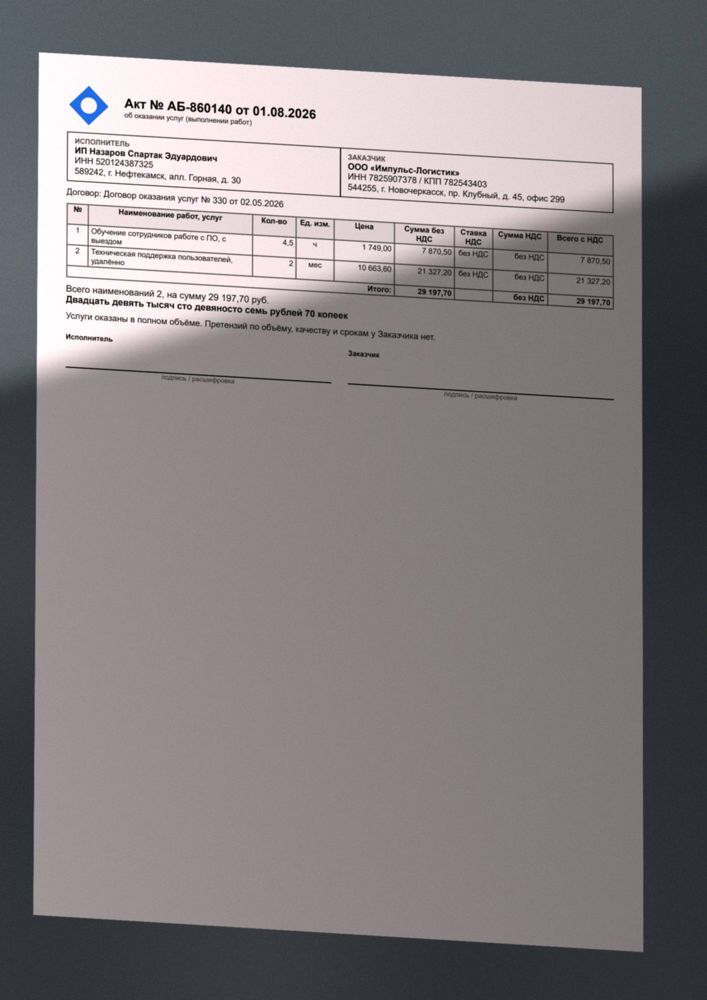 Акт № АБ-860140 от 01.08.2026
об оказании услуг (выполнении работ)
ИСПОЛНИТЕЛЬ
ИП Назаров Спартак Эдуардович
ИНН 520124387325
589242, г. Нефтекамск, алл. Горная, д. 30
ЗАКАЗЧИК
ООО «Импульс-Логистик»
ИНН 7825907378 / КПП 782543403
544255, г. Новочеркасск, пр. Клубный, д. 45, офис 299
Договор: Договор оказания услуг № 330 от 02.05.2026
№ Наименование работ, услуг Кол-во Ед. изм. Цена Сумма без НДС Ставка НДС Сумма НДС Всего с НДС
1 Обучение сотрудников работе с ПО, с выездом 4,5 ч 1 749,00 7 870,50 без НДС без НДС 7 870,50
2 Техническая поддержка пользователей, удалённо 2 мес 10 663,60 21 327,20 без НДС без НДС 21 327,20
Итого: 29 197,70 без НДС 29 197,70
Всего наименований 2, на сумму 29 197,70 руб.
Двадцать девять тысяч сто девяносто семь рублей 70 копеек
Услуги оказаны в полном объёме. Претензий по объёму, качеству и срокам у Заказчика нет.
Исполнитель
подпись / расшифровка
Заказчик
подпись / расшифровка